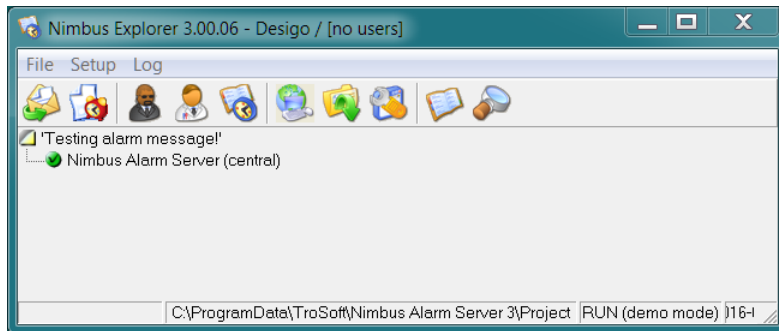 Nimbus Explorer 3.00.06 - Desigo / [no users]
File Setup Log
'Testing alarm message!'
Nimbus Alarm Server (central)
C:\ProgramData\TroSoft\Nimbus Alarm Server 3\Project RUN (demo mode)